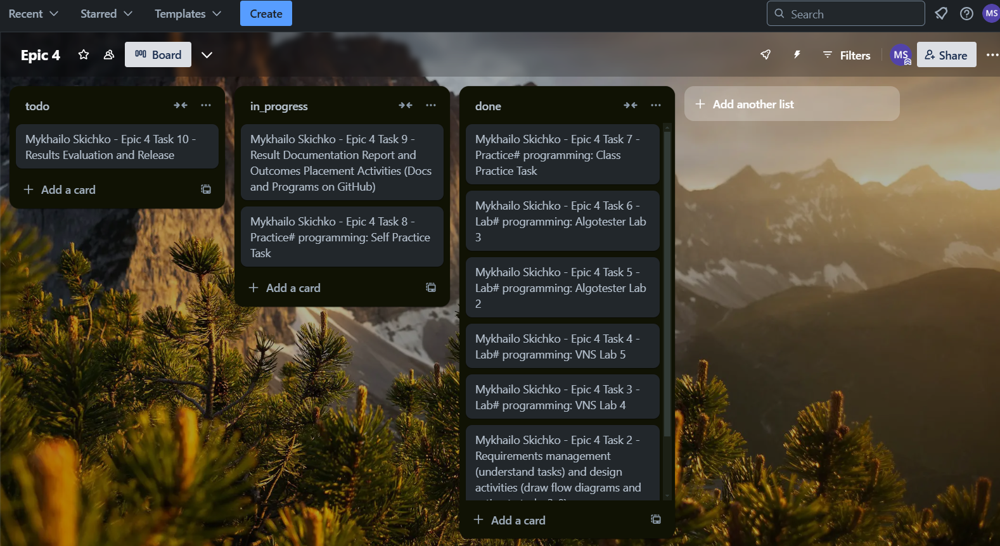 Recent
Starred
Templates
Create
Search
MS
Epic 4
Board
Filters
MS
Share
todo
Mykhailo Skichko - Epic 4 Task 10 -
Results Evaluation and Release
Add a card
in_progress
Mykhailo Skichko - Epic 4 Task 9 -
Result Documentation Report and
Outcomes Placement Activities (Docs
and Programs on GitHub)
Mykhailo Skichko - Epic 4 Task 8 -
Practice# programming: Self Practice
Task
Add a card
done
Mykhailo Skichko - Epic 4 Task 7 -
Practice# programming: Class
Practice Task
Mykhailo Skichko - Epic 4 Task 6 -
Lab# programming: Algotester Lab
3
Mykhailo Skichko - Epic 4 Task 5 -
Lab# programming: Algotester Lab
2
Mykhailo Skichko - Epic 4 Task 4 -
Lab# programming: VNS Lab 5
Mykhailo Skichko - Epic 4 Task 3 -
Lab# programming: VNS Lab 4
Mykhailo Skichko - Epic 4 Task 2 -
Requirements management
(understand tasks) and design
activities (draw flow diagrams and
Add a card
Add another list